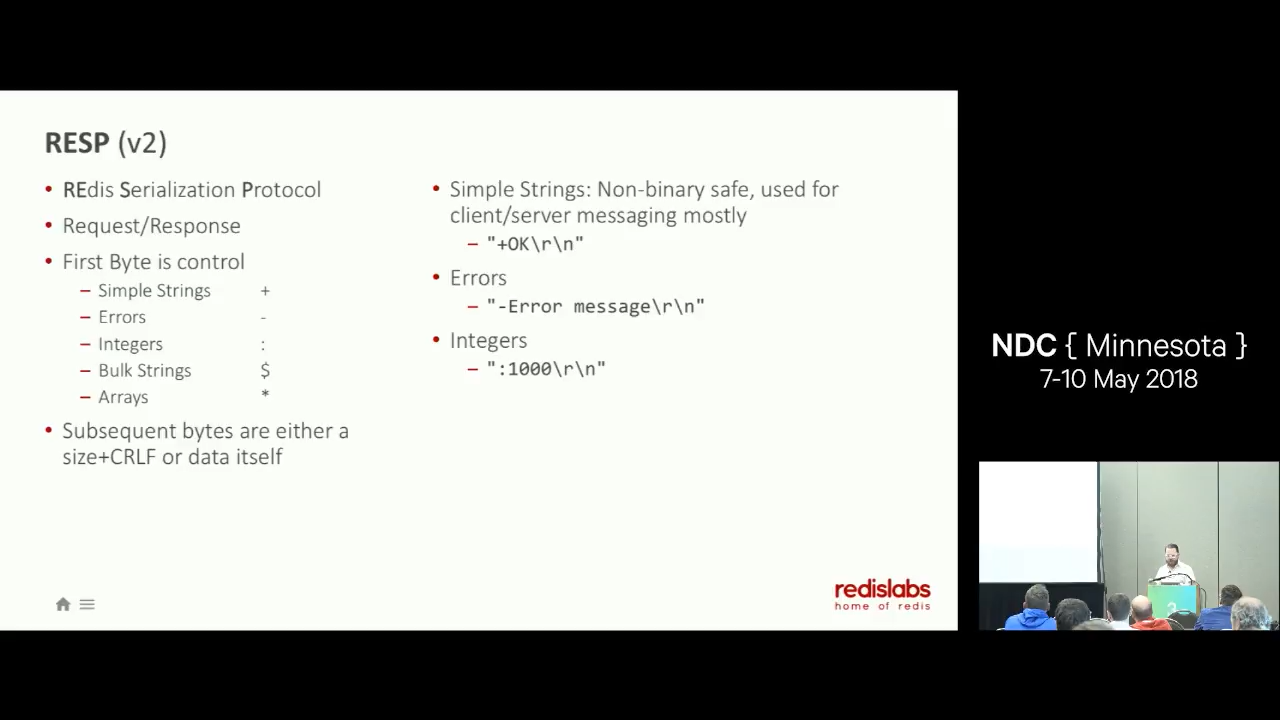 RESP (v2)
• REdis Serialization Protocol
• Request/Response
• First Byte is control
– Simple Strings +
– Errors -
– Integers :
– Bulk Strings $
– Arrays *
• Subsequent bytes are either a
size+CRLF or data itself
• Simple Strings: Non-binary safe, used for
client/server messaging mostly
– "+OK\r\n"
• Errors
– "-Error message\r\n"
• Integers
– ":1000\r\n"
redislabs
home of redis
NDC { Minnesota }
7-10 May 2018